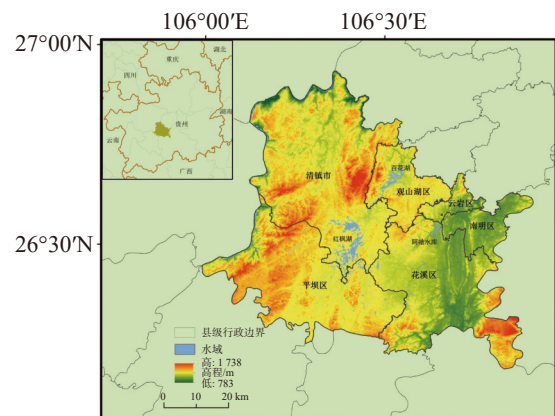 106°00′E
106°30′E
27°00′N
湖北
重庆
四川
湖南
贵州
云南
广西
百花湖
清镇市
观山湖区
云岩区
南明区
红枫湖
阿哈水库
26°30′N
花溪区
平坝区
县级行政边界
水域
高: 1 738
高程/m
低: 783
0 10 20 km